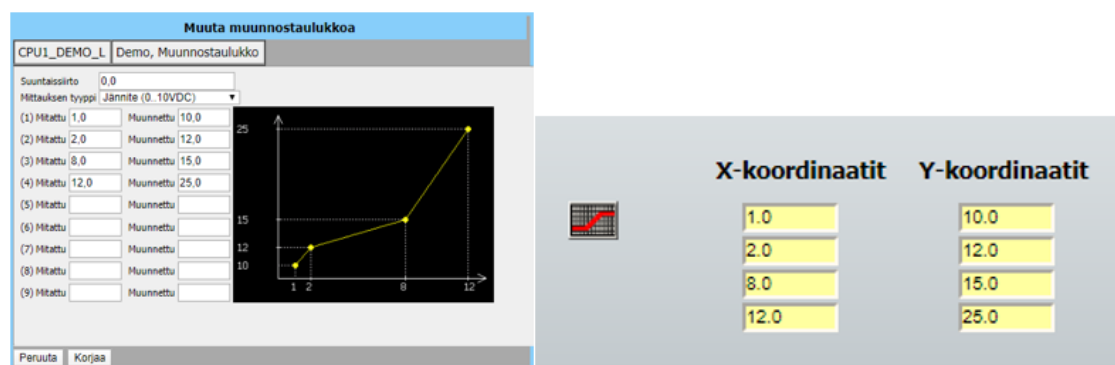 Muuta muunnostaulukkoa
CPU1_DEMO_L Demo, Muunnostaulukko
Suuntaissiirto 0,0
Mittauksen tyyppi Jännite (0..10VDC)
(1) Mitattu 1,0 Muunnettu 10,0
(2) Mitattu 2,0 Muunnettu 12,0
(3) Mitattu 8,0 Muunnettu 15,0
(4) Mitattu 12,0 Muunnettu 25,0
(5) Mitattu Muunnettu
(6) Mitattu Muunnettu
(7) Mitattu Muunnettu
(8) Mitattu Muunnettu
(9) Mitattu Muunnettu
25
15
12
10
1 2 8 12
Peruuta Korjaa
X-koordinaatit Y-koordinaatit
1.0 10.0
2.0 12.0
8.0 15.0
12.0 25.0